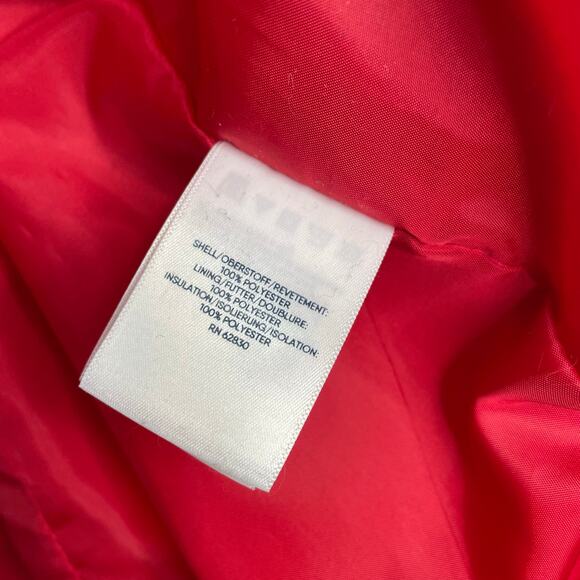 SHELL/OBERSTOFF/REVETEMENT:
100% POLYESTER
LINING/FUTTER/DOUBLURE:
100% POLYESTER
INSULATION/ISOLIERUNG/ISOLATION:
100% POLYESTER
RN 62830